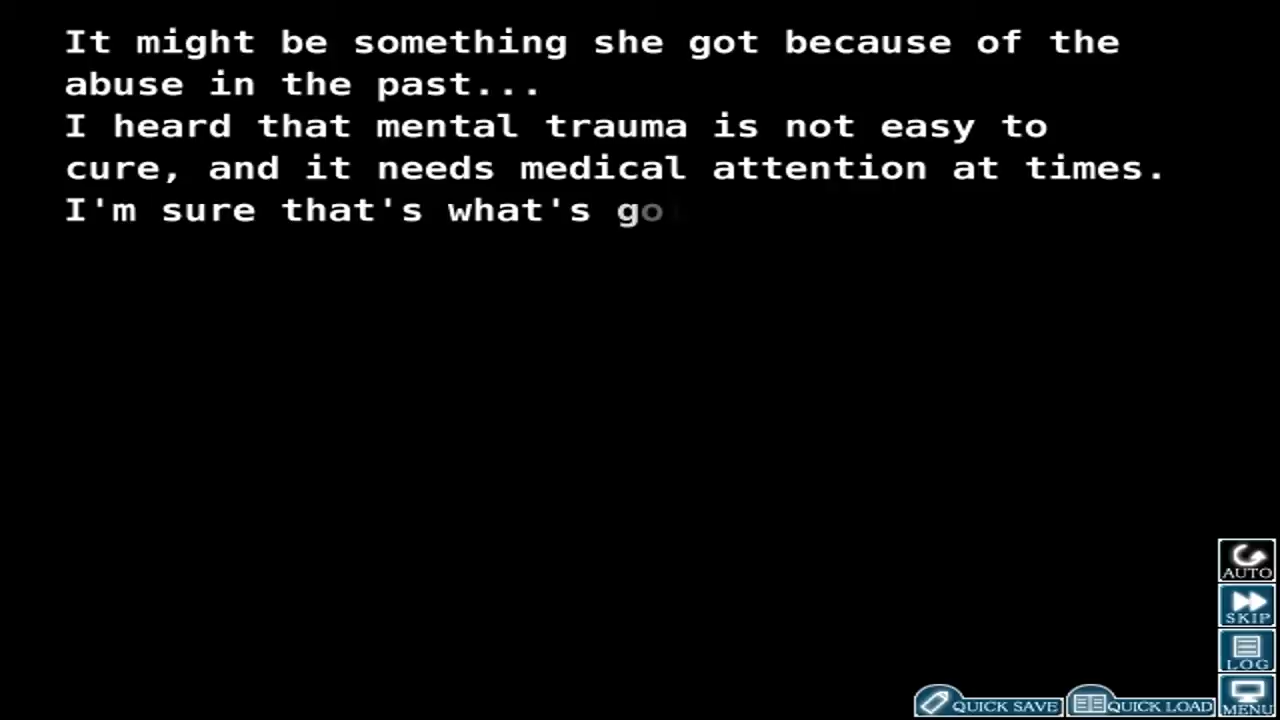 It might be something she got because of the
abuse in the past...
I heard that mental trauma is not easy to
cure, and it needs medical attention at times.
I'm sure that's what's go
AUTO
SKIP
LOG
QUICK SAVE
QUICK LOAD
MENU